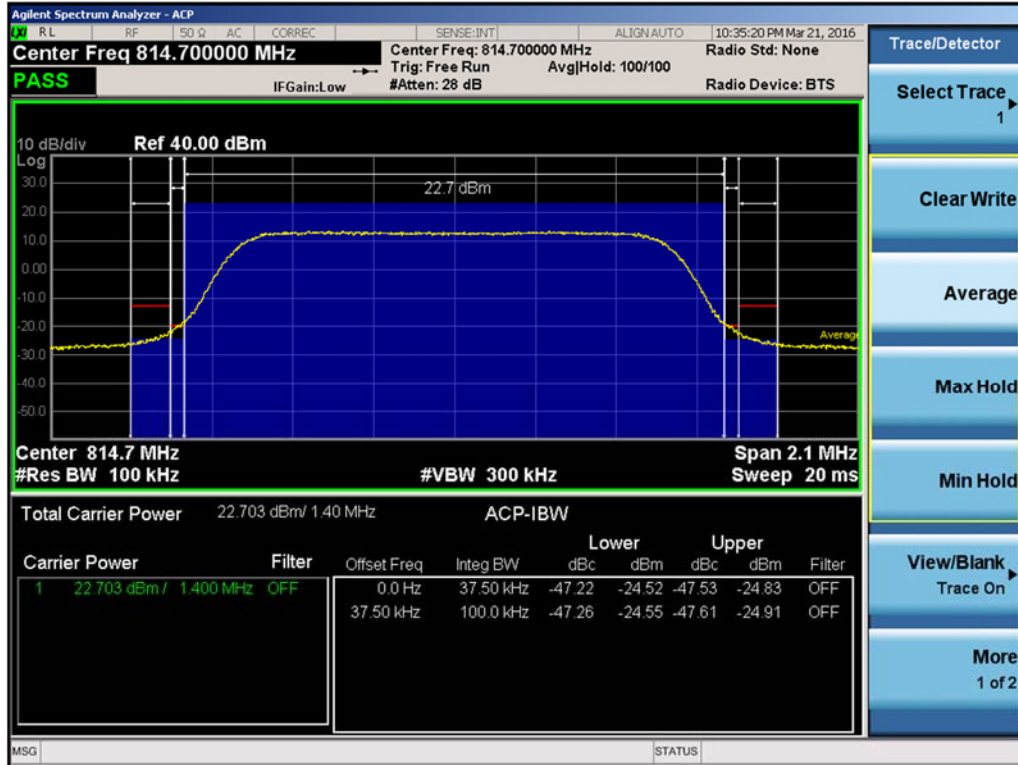 Agilent Spectrum Analyzer - ACP
LXI RL RF 50 Ω AC CORREC SENSE:INT ALIGN AUTO 10:35:20 PM Mar 21, 2016
Center Freq 814.700000 MHz Center Freq: 814.700000 MHz Radio Std: None
Trig: Free Run Avg|Hold: 100/100
PASS IFGain:Low #Atten: 28 dB Radio Device: BTS
10 dB/div Ref 40.00 dBm
Log
30.0
22.7 dBm
20.0
10.0
0.00
-10.0
-20.0
Average
-30.0
-40.0
-50.0
Center 814.7 MHz Span 2.1 MHz
#Res BW 100 kHz #VBW 300 kHz Sweep 20 ms
Total Carrier Power 22.703 dBm/ 1.40 MHz ACP-IBW
Lower Upper
Carrier Power Filter Offset Freq Integ BW dBc dBm dBc dBm Filter
1 22.703 dBm / 1.400 MHz OFF 0.0 Hz 37.50 kHz -47.22 -24.52 -47.53 -24.83 OFF
37.50 kHz 100.0 kHz -47.26 -24.55 -47.61 -24.91 OFF
MSG STATUS
Trace/Detector
Select Trace
1
Clear Write
Average
Max Hold
Min Hold
View/Blank
Trace On
More
1 of 2